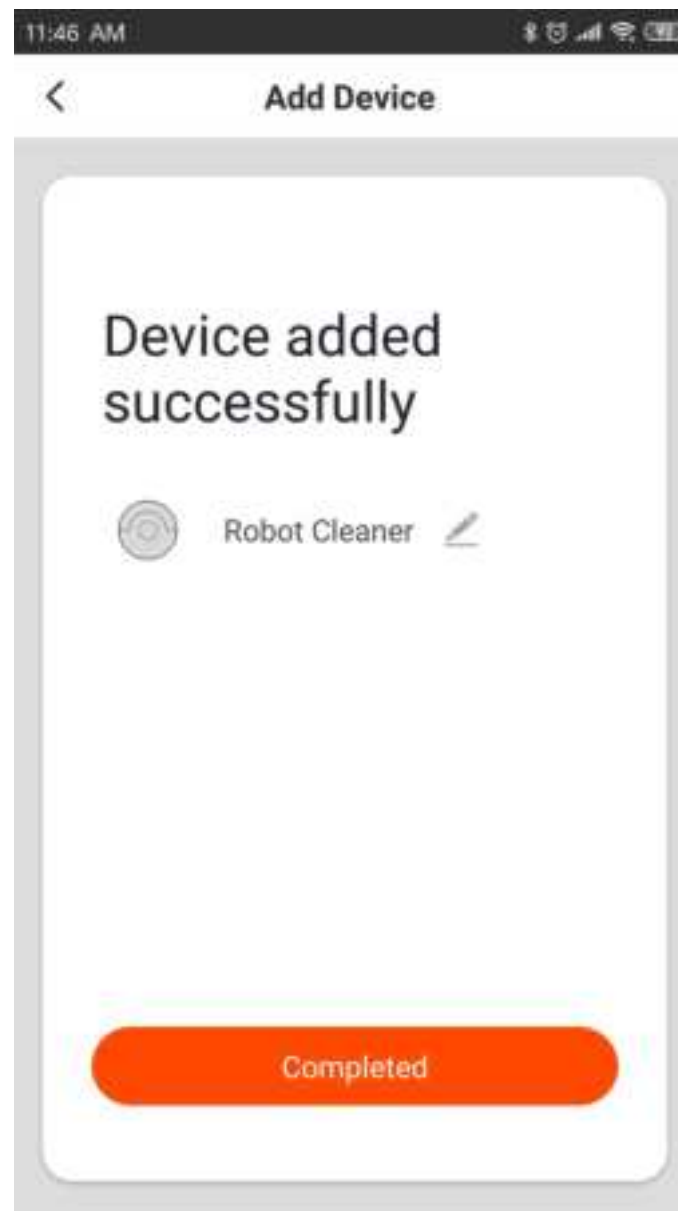 11:46 AM
Add Device
Device added
successfully
Robot Cleaner
Completed